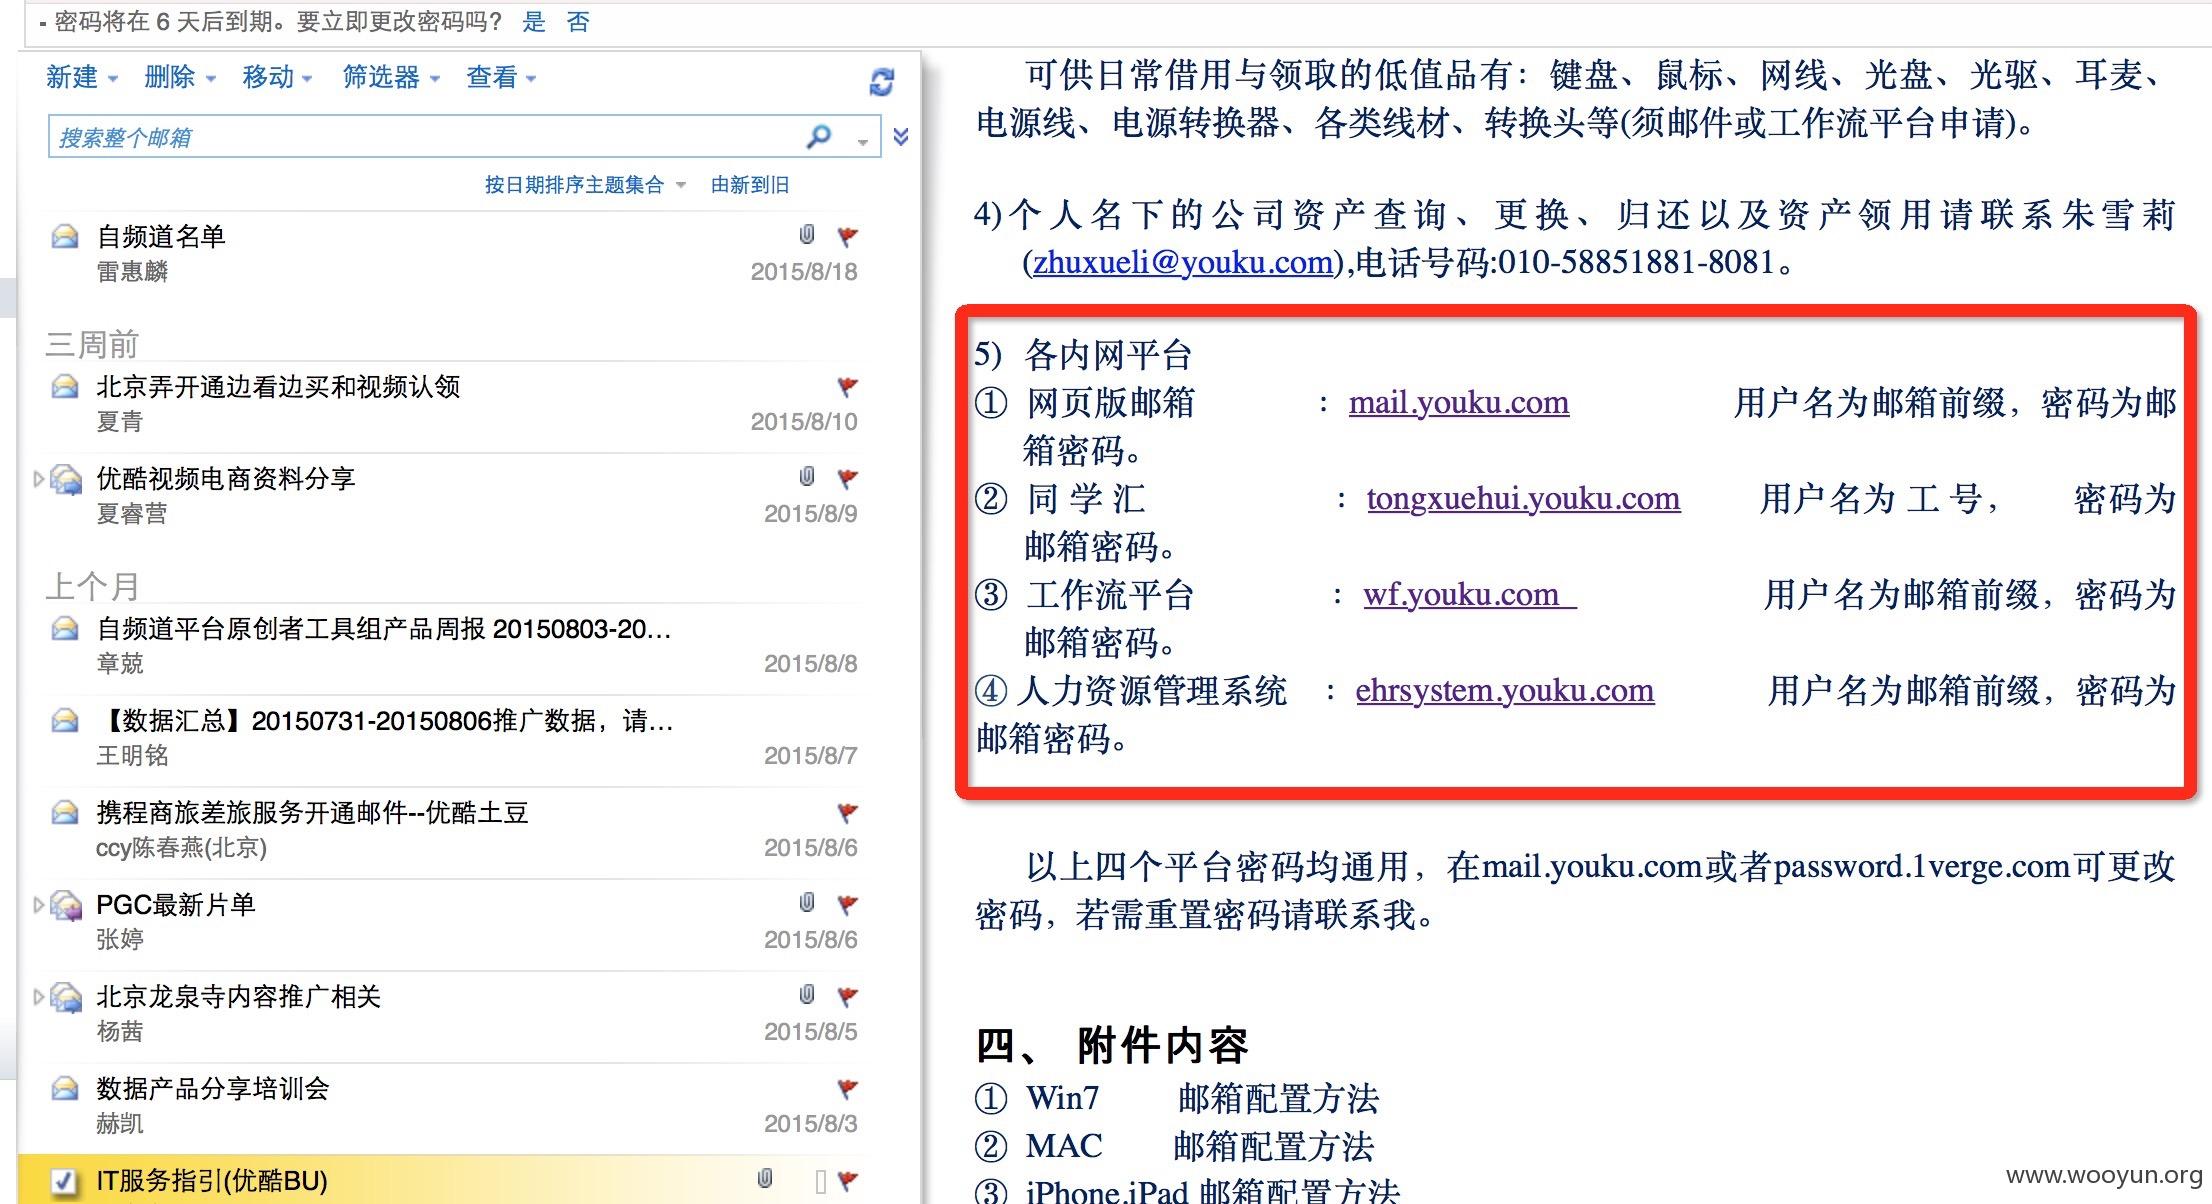 - 密码将在 6 天后到期。要立即更改密码吗? 是 否
新建 删除 移动 筛选器 查看
搜索整个邮箱
按日期排序主题集合 由新到旧
自频道名单
雷惠麟 2015/8/18
三周前
北京弄开通边看边买和视频认领
夏青 2015/8/10
优酷视频电商资料分享
夏睿营 2015/8/9
上个月
自频道平台原创者工具组产品周报 20150803-20...
章兢 2015/8/8
【数据汇总】20150731-20150806推广数据，请...
王明铭 2015/8/7
携程商旅差旅服务开通邮件--优酷土豆
ccy陈春燕(北京) 2015/8/6
PGC最新片单
张婷 2015/8/6
北京龙泉寺内容推广相关
杨茜 2015/8/5
数据产品分享培训会
赫凯 2015/8/3
IT服务指引(优酷BU)
可供日常借用与领取的低值品有：键盘、鼠标、网线、光盘、光驱、耳麦、
电源线、电源转换器、各类线材、转换头等(须邮件或工作流平台申请)。
4)个人名下的公司资产查询、更换、归还以及资产领用请联系朱雪莉
(zhuxueli@youku.com),电话号码:010-58851881-8081。
5) 各内网平台
① 网页版邮箱 ：mail.youku.com 用户名为邮箱前缀，密码为邮
箱密码。
② 同 学 汇 ：tongxuehui.youku.com 用户名为 工 号， 密码为
邮箱密码。
③ 工作流平台 ：wf.youku.com 用户名为邮箱前缀，密码为
邮箱密码。
④ 人力资源管理系统 ：ehrsystem.youku.com 用户名为邮箱前缀，密码为
邮箱密码。
以上四个平台密码均通用，在mail.youku.com或者password.1verge.com可更改
密码，若需重置密码请联系我。
四、 附件内容
① Win7 邮箱配置方法
② MAC 邮箱配置方法
③ iPhone.iPad 邮箱配置方法
www.wooyun.org